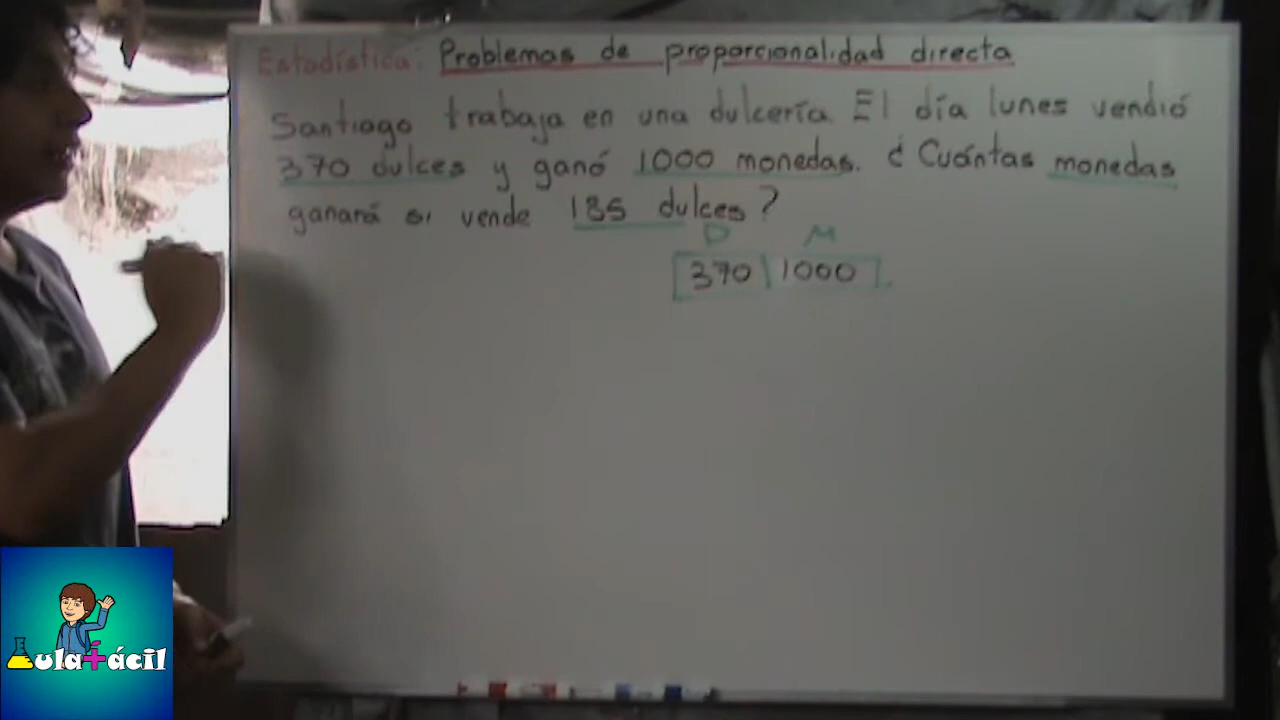 Estadística: Problemas de proporcionalidad directa
Santiago trabaja en una dulcería. El día lunes vendió
370 dulces y ganó 1000 monedas. ¿Cuántas monedas
ganará si vende 185 dulces?
D M
370 1000
Aula+ácil